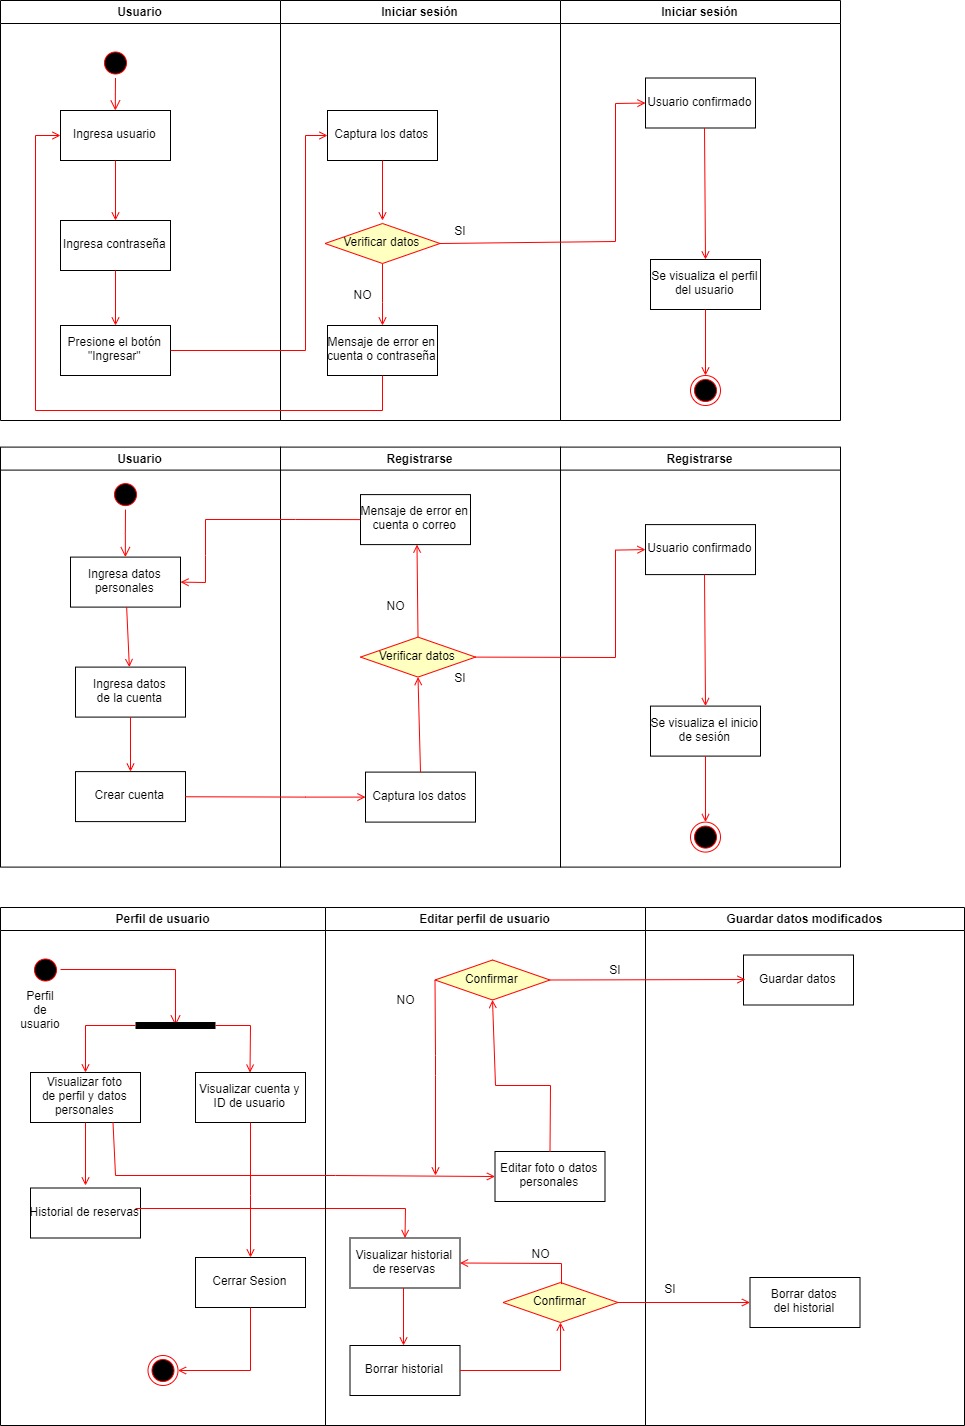 Usuario
Iniciar sesión
Iniciar sesión
Ingresa usuario
Captura los datos
Usuario confirmado
Ingresa contraseña
Verificar datos
SI
NO
Se visualiza el perfil
del usuario
Presione el botón
"Ingresar"
Mensaje de error en
cuenta o contraseña
Usuario
Registrarse
Registrarse
Mensaje de error en
cuenta o correo
Usuario confirmado
Ingresa datos
personales
NO
Verificar datos
SI
Ingresa datos
de la cuenta
Se visualiza el inicio
de sesión
Crear cuenta
Captura los datos
Perfil de usuario
Editar perfil de usuario
Guardar datos modificados
Perfil
de
usuario
Confirmar
SI
NO
Guardar datos
Visualizar foto
de perfil y datos
personales
Visualizar cuenta y
ID de usuario
Editar foto o datos
personales
Historial de reservas
Visualizar historial
de reservas
NO
Cerrar Sesion
Confirmar
SI
Borrar datos
del historial
Borrar historial